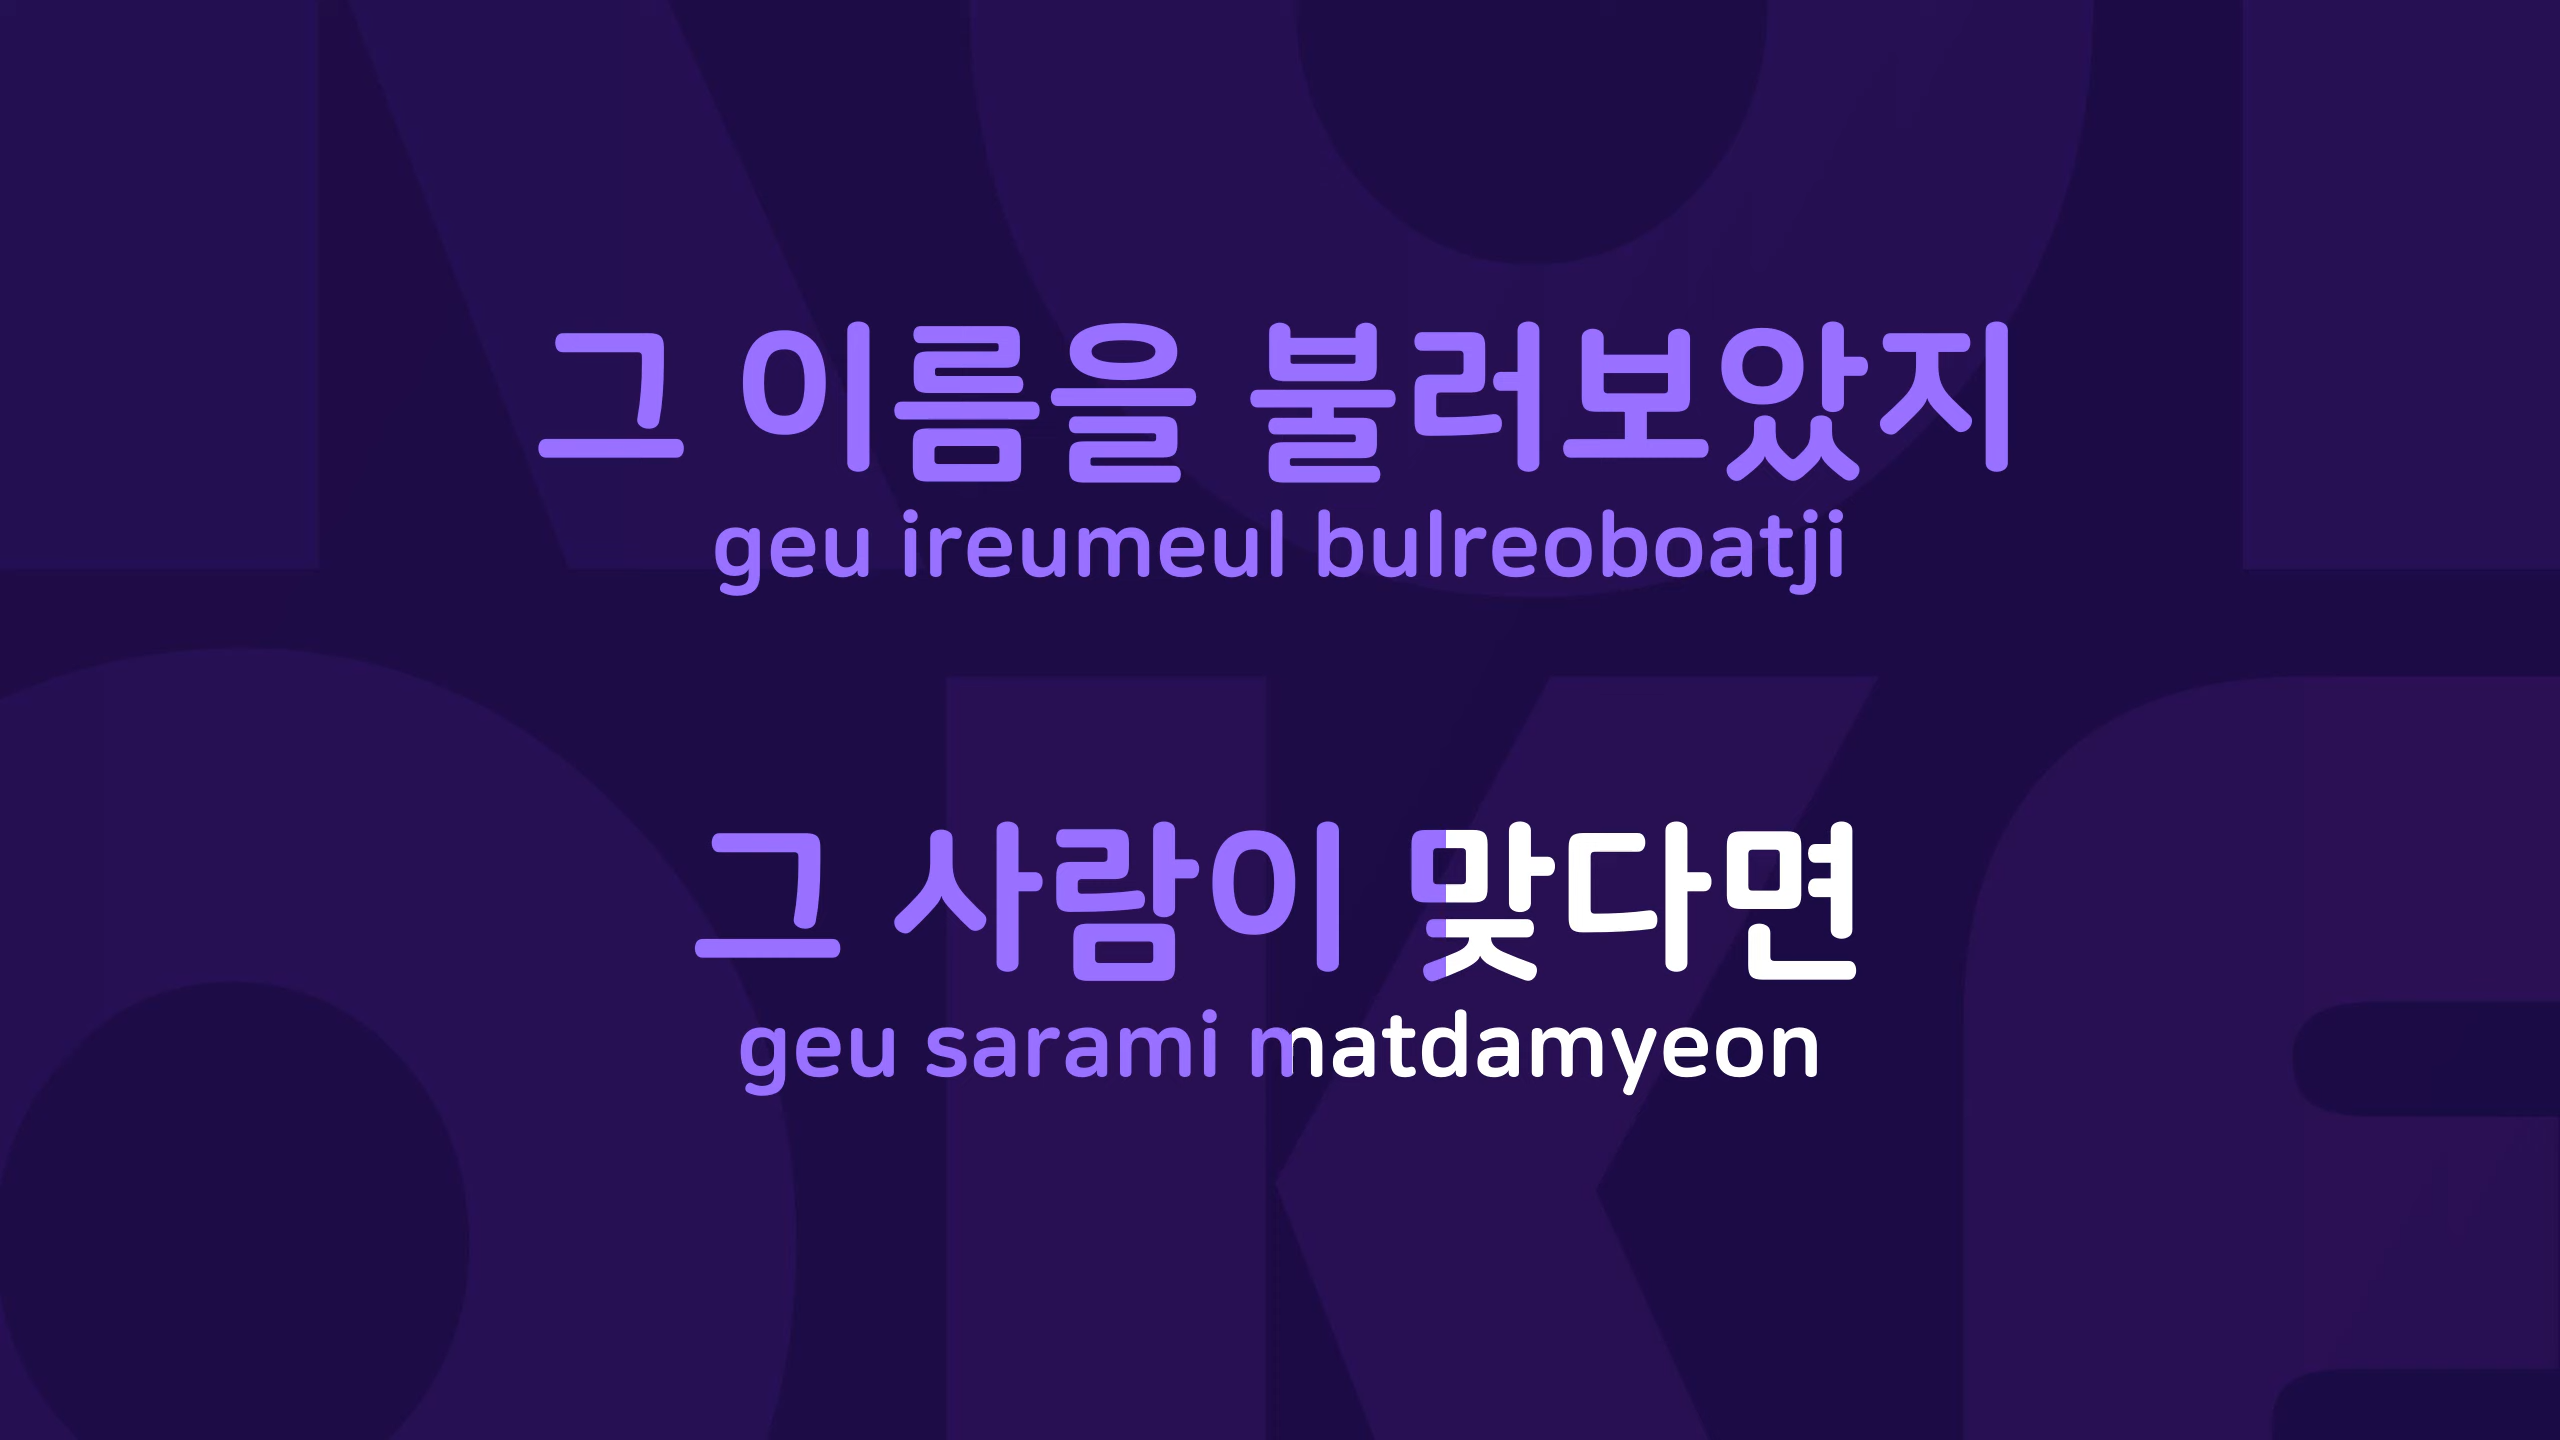 그 이름을 불러보았지
geu ireumeul bulreoboatji
그 사람이 맞다면
geu sarami matdamyeon